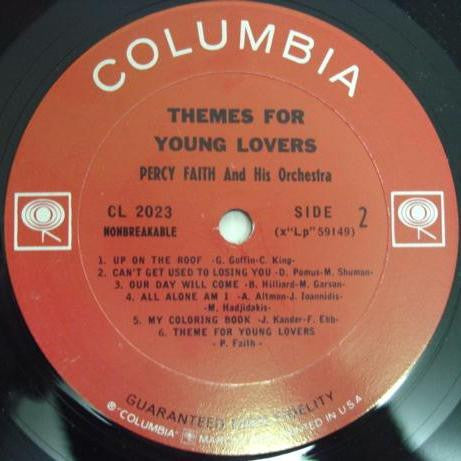 COLUMBIA
THEMES FOR
YOUNG LOVERS
PERCY FAITH And His Orchestra
CL 2023
NONBREAKABLE
SIDE 2
(x"Lp"59149)
1. UP ON THE ROOF -G. Goffin-C. King-
2. CAN'T GET USED TO LOSING YOU -D. Pomus-M. Shuman-
3. OUR DAY WILL COME -B. Hilliard-M. Garson-
4. ALL ALONE AM I -A. Altman-J. Ioannidis-
M. Hadjidakis-
5. MY COLORING BOOK -J. Kander-F. Ebb-
6. THEME FOR YOUNG LOVERS
- P. Faith -
GUARANTEED HIGH FIDELITY
® "COLUMBIA" MARCAS IN U.S.A.